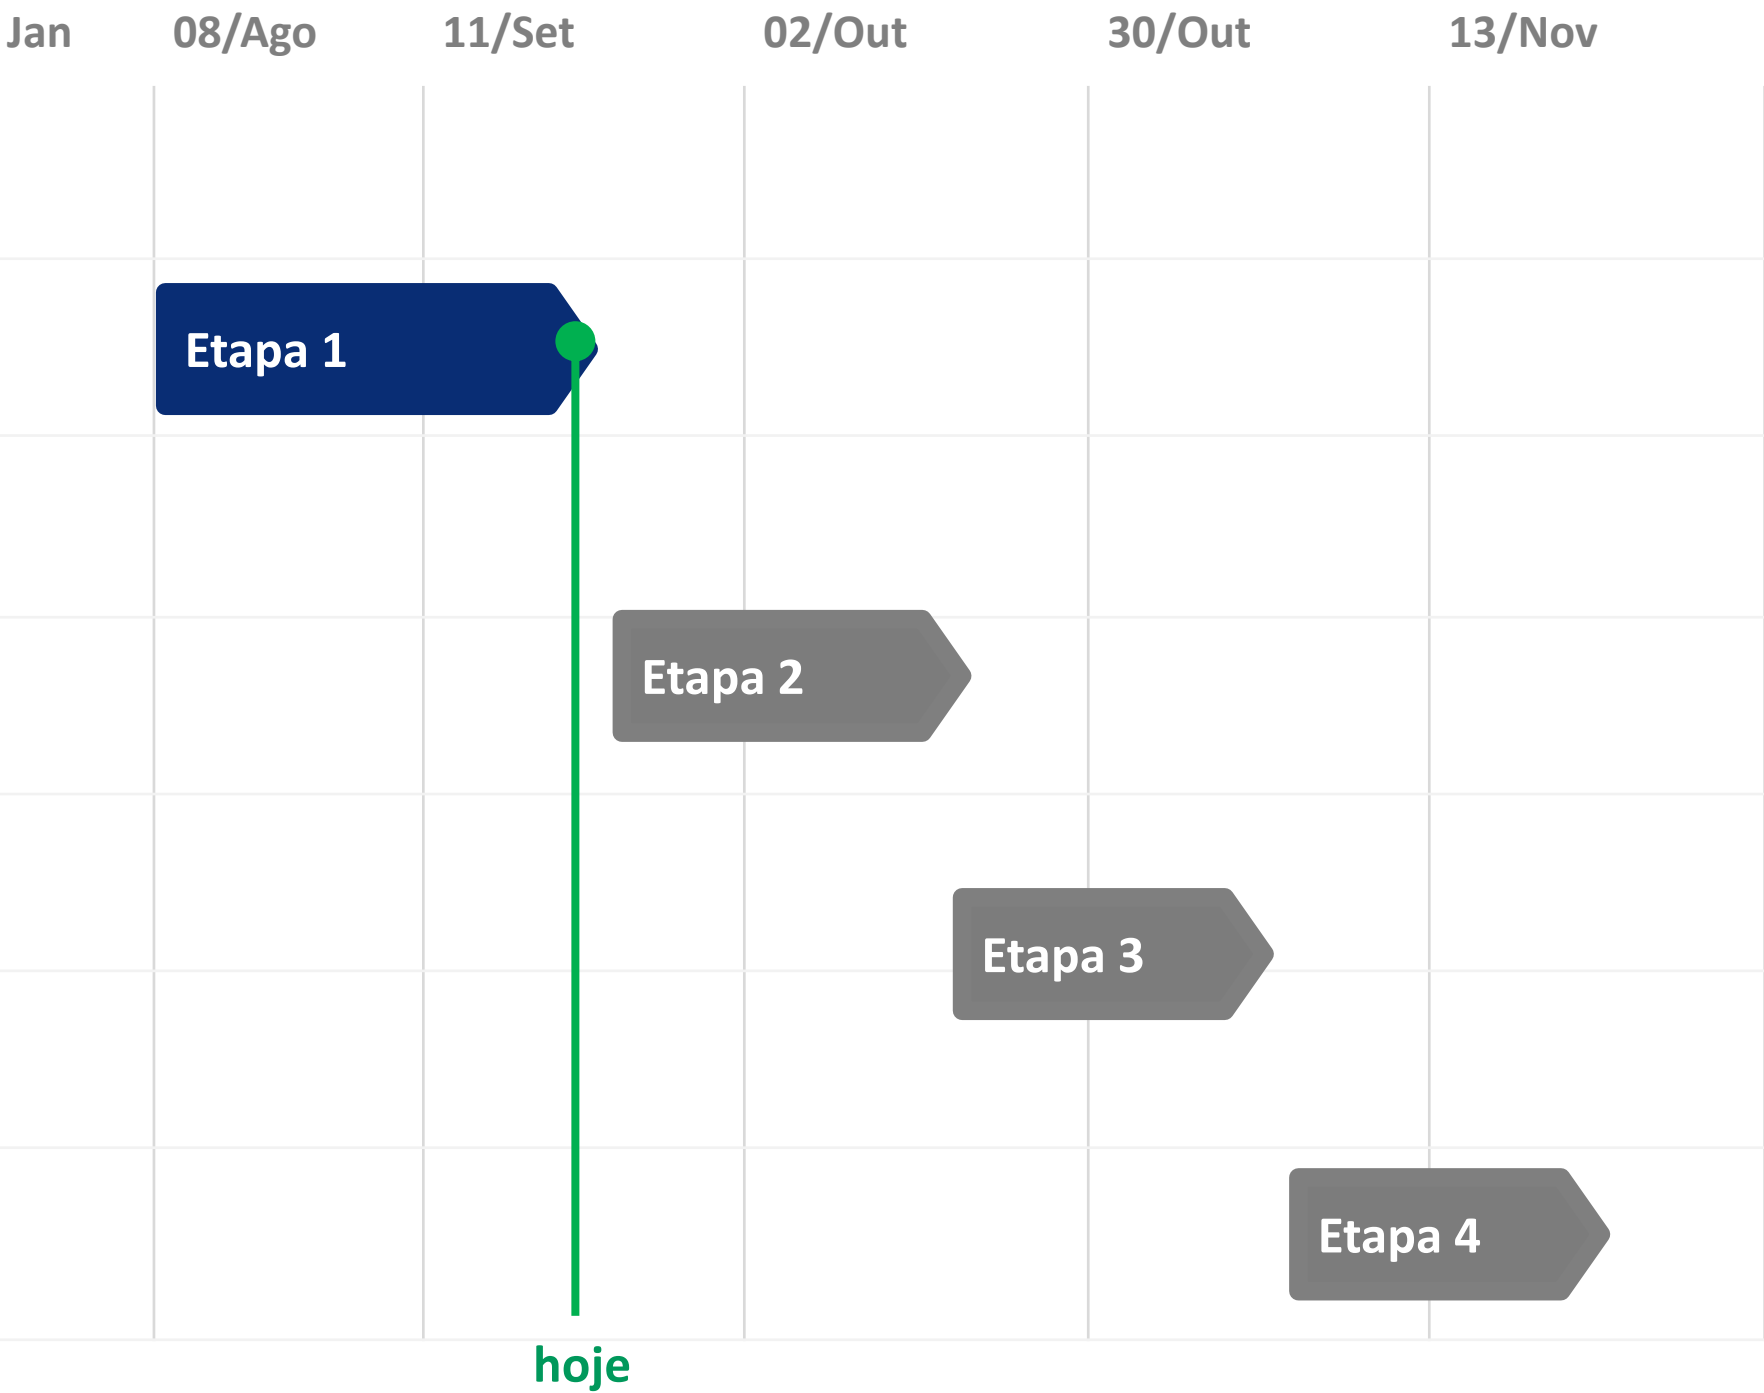 Jan 08/Ago 11/Set 02/Out 30/Out 13/Nov
Etapa 1
Etapa 2
Etapa 3
Etapa 4
hoje